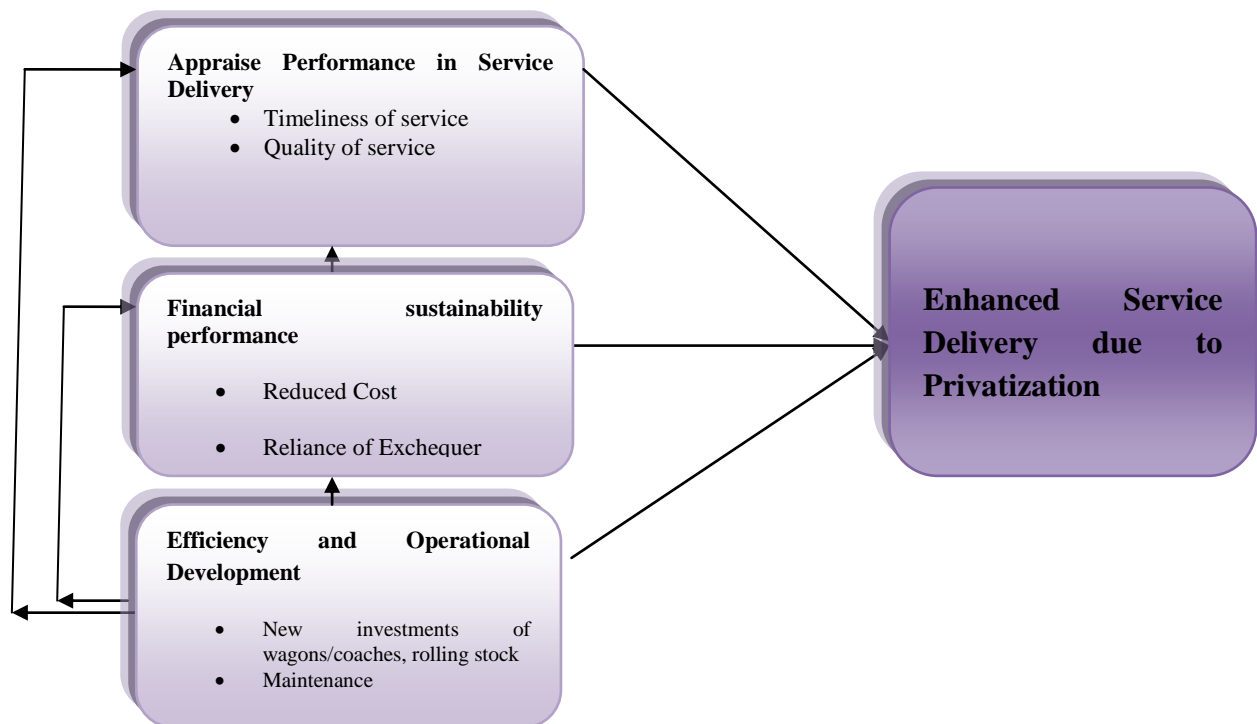 Appraise Performance in Service
Delivery
• Timeliness of service
• Quality of service
Financial sustainability
performance
• Reduced Cost
• Reliance of Exchequer
Efficiency and Operational
Development
• New investments of
wagons/coaches, rolling stock
• Maintenance
Enhanced Service
Delivery due to
Privatization